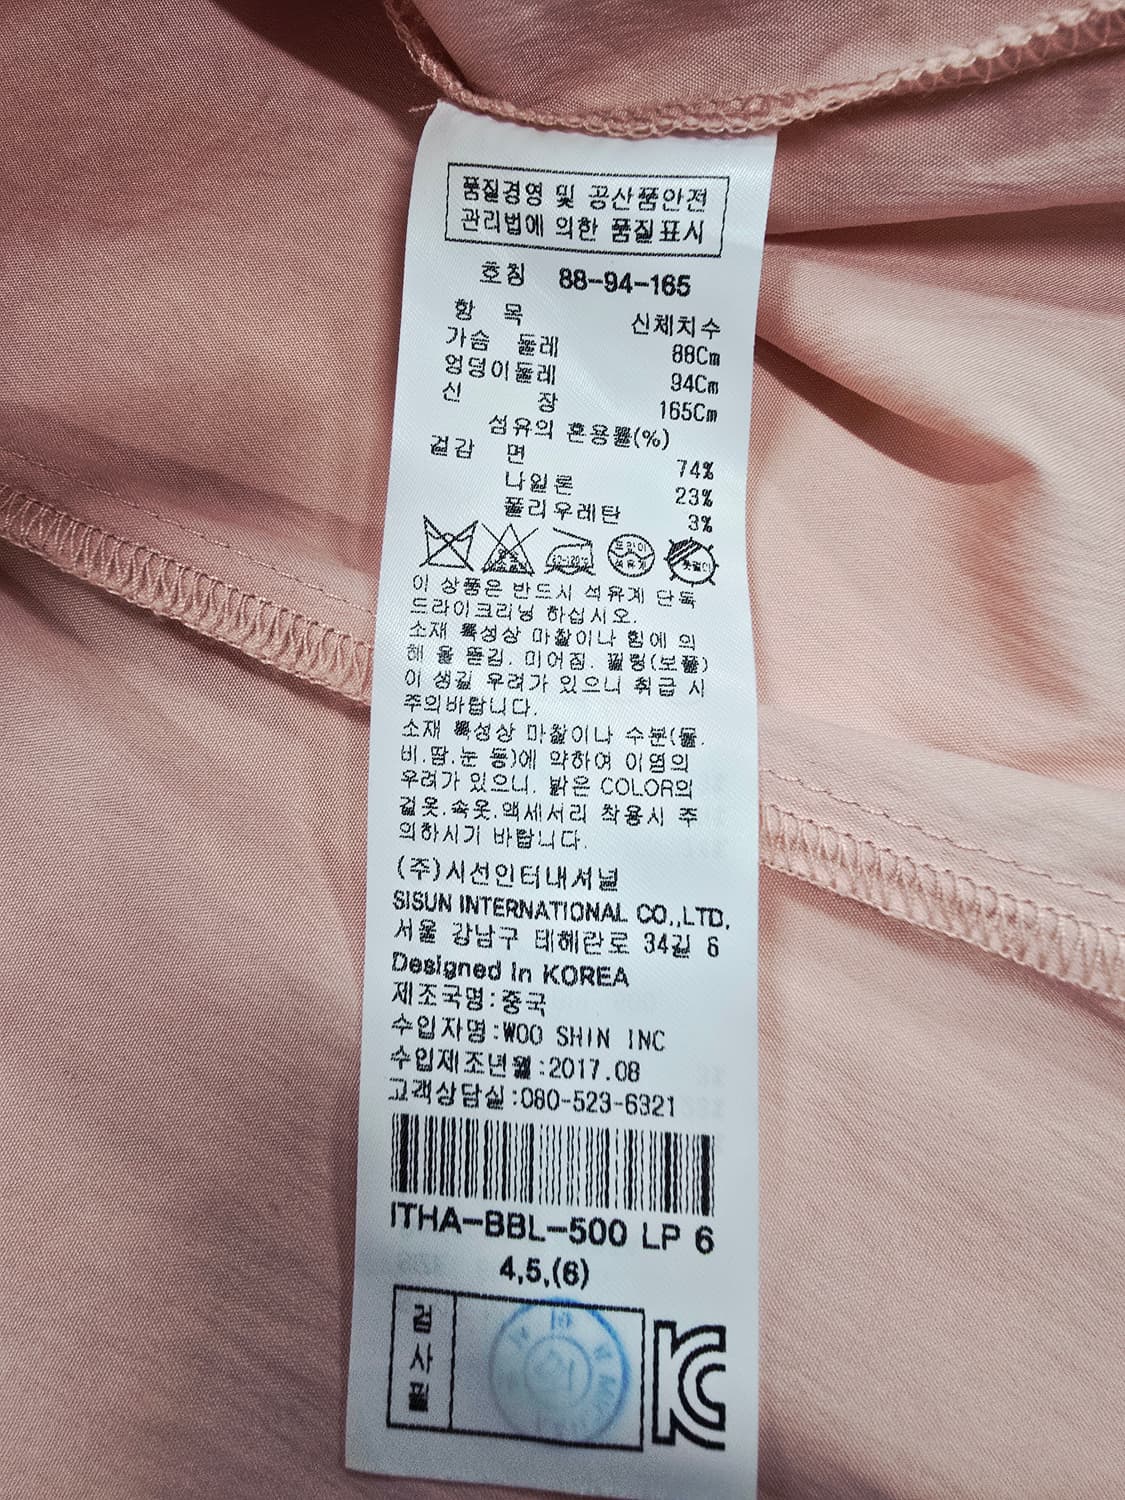 품질경영 및 공산품안전
관리법에 의한 품질표시
호칭 88-94-165
항 목 신체치수
가슴 둘레 88Cm
엉덩이둘레 94Cm
신 장 165Cm
섬유의 혼용률(%)
겉감 면 74%
나일론 23%
폴리우레탄 3%
드라이
석유계
이 상품은 반드시 석유계 단독
드라이크리닝 하십시오.
소재 특성상 마찰이나 힘에 의
해 올 뜯김. 미어짐. 필링(보풀)
이 생길 우려가 있으니 취급 시
주의바랍니다.
소재 특성상 마찰이나 수분(물.
비.땀.눈 등)에 약하여 이염의
우려가 있으니. 밝은 COLOR의
겉옷.속옷.액세서리 착용시 주
의하시기 바랍니다.
(주)시선인터내셔널
SISUN INTERNATIONAL CO.,LTD.
서울 강남구 테헤란로 34길 6
Designed in KOREA
제조국명:중국
수입자명:WOO SHIN INC
수입제조년월:2017.08
고객상담실:080-523-6321
ITHA-BBL-500 LP 6
4,5,(6)
검사필
KC